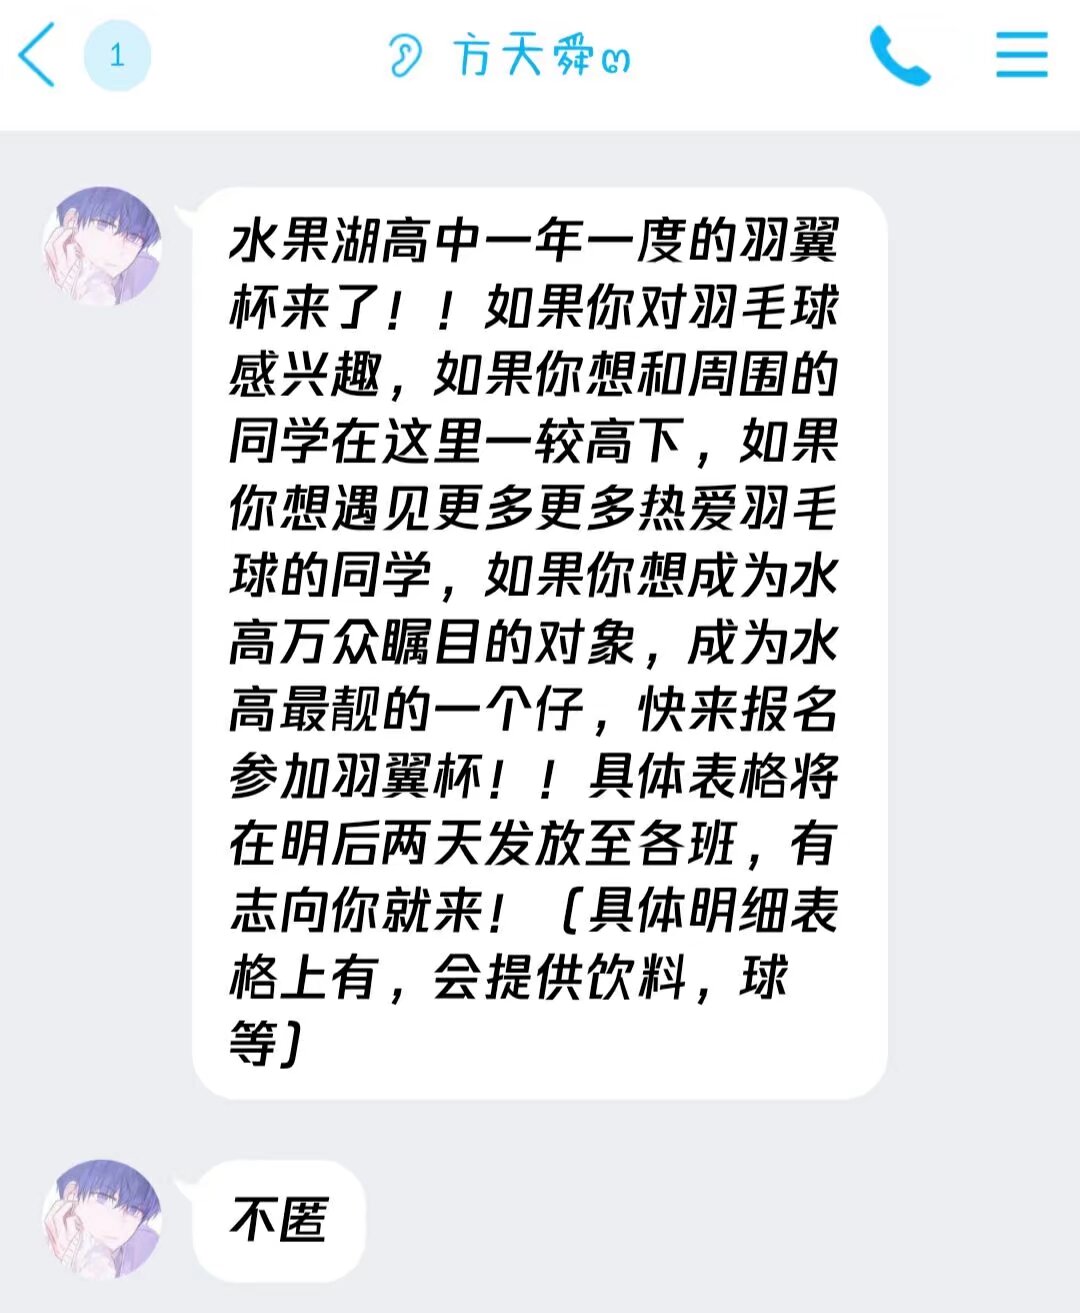 1
方天舜ო
水果湖高中一年一度的羽翼
杯来了！！如果你对羽毛球
感兴趣，如果你想和周围的
同学在这里一较高下，如果
你想遇见更多更多热爱羽毛
球的同学，如果你想成为水
高万众瞩目的对象，成为水
高最靓的一个仔，快来报名
参加羽翼杯！！具体表格将
在明后两天发放至各班，有
志向你就来！（具体明细表
格上有，会提供饮料，球
等）
不匿